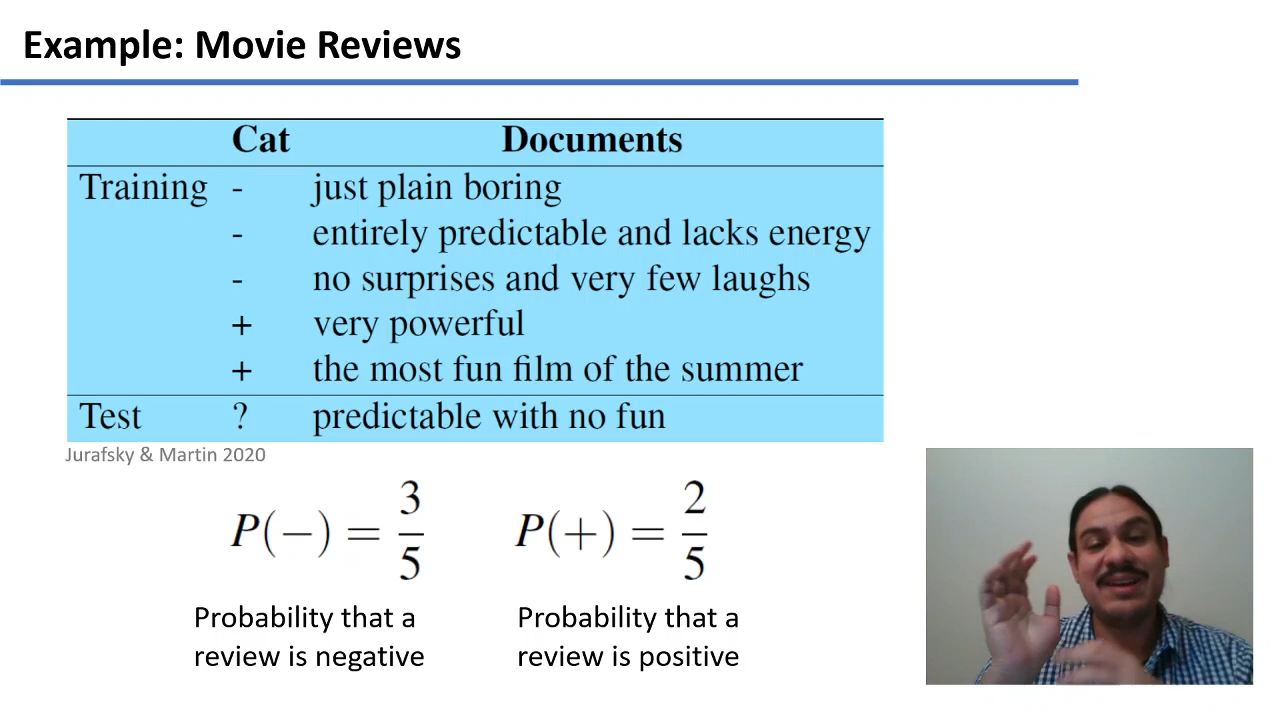 Example: Movie Reviews
Cat Documents
Training - just plain boring
- entirely predictable and lacks energy
- no surprises and very few laughs
+ very powerful
+ the most fun film of the summer
Test ? predictable with no fun
Jurafsky & Martin 2020
P(−) = 3/5 P(+) = 2/5
Probability that a
review is negative
Probability that a
review is positive